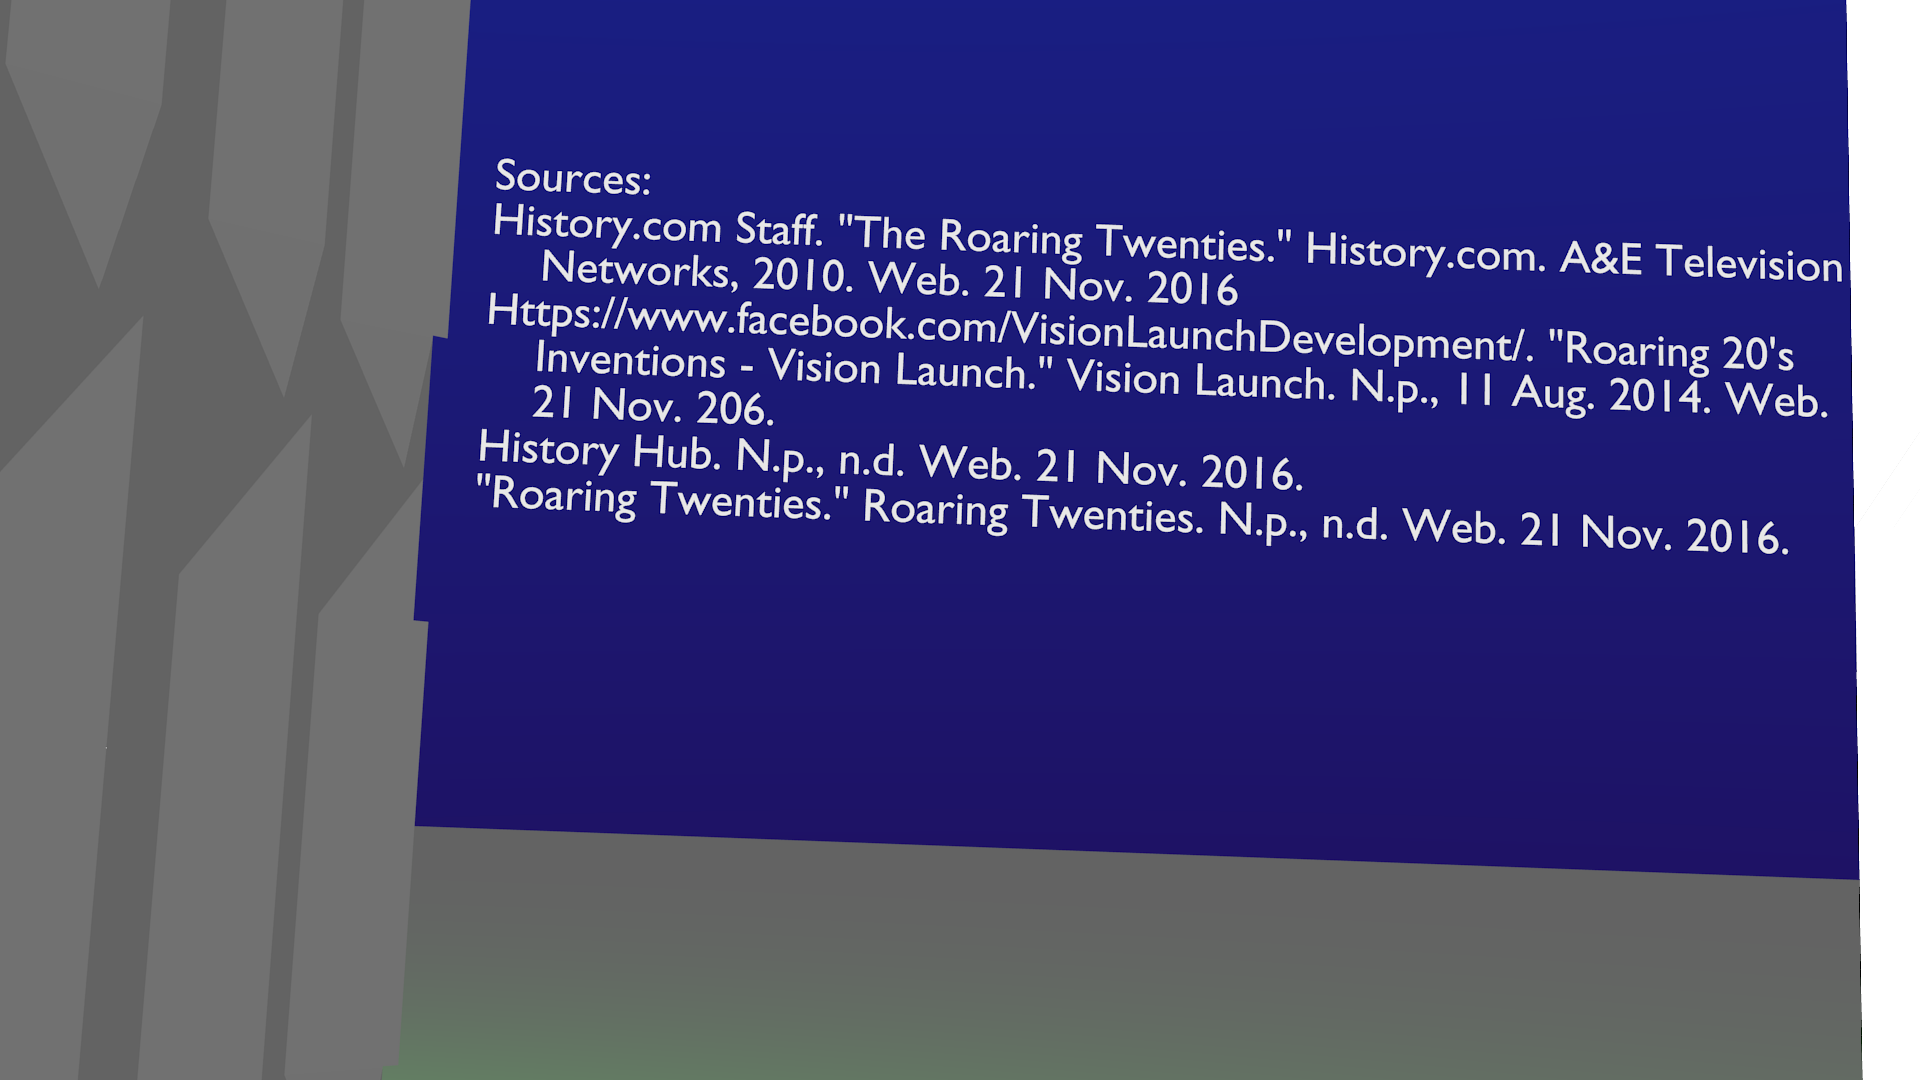 Sources:
History.com Staff. "The Roaring Twenties." History.com. A&E Television
Networks, 2010. Web. 21 Nov. 2016
Https://www.facebook.com/VisionLaunchDevelopment/. "Roaring 20's
Inventions - Vision Launch." Vision Launch. N.p., 11 Aug. 2014. Web.
21 Nov. 206.
History Hub. N.p., n.d. Web. 21 Nov. 2016.
"Roaring Twenties." Roaring Twenties. N.p., n.d. Web. 21 Nov. 2016.